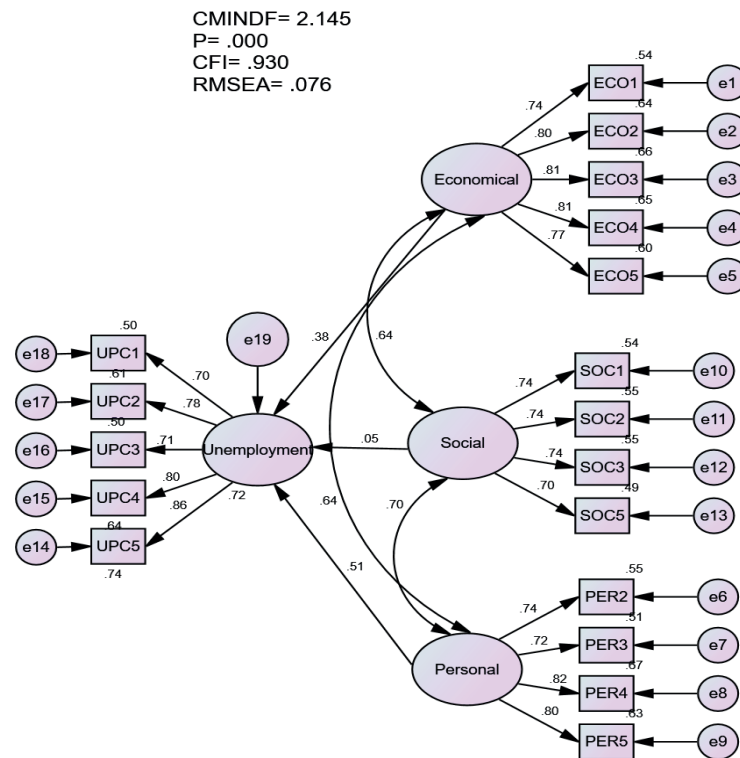 CMINDF= 2.145
P= .000
CFI= .930
RMSEA= .076
.54
ECO1
e1
.74
.64
ECO2
e2
.80
.66
Economical
.81
ECO3
e3
.65
.81
ECO4
e4
.60
.77
ECO5
e5
.50
e18
UPC1
.70
e19
.38
.64
.61
e17
UPC2
.78
.50
e16
UPC3
.71
Unemployment
.05
Social
.80
e15
UPC4
.72
.86
.64
e14
UPC5
.74
.54
SOC1
e10
.74
.55
SOC2
e11
.74
.55
SOC3
e12
.74
.49
SOC5
e13
.70
.64
.70
.51
.55
PER2
e6
.74
.51
PER3
e7
.72
.67
Personal
.82
PER4
e8
.63
.80
PER5
e9